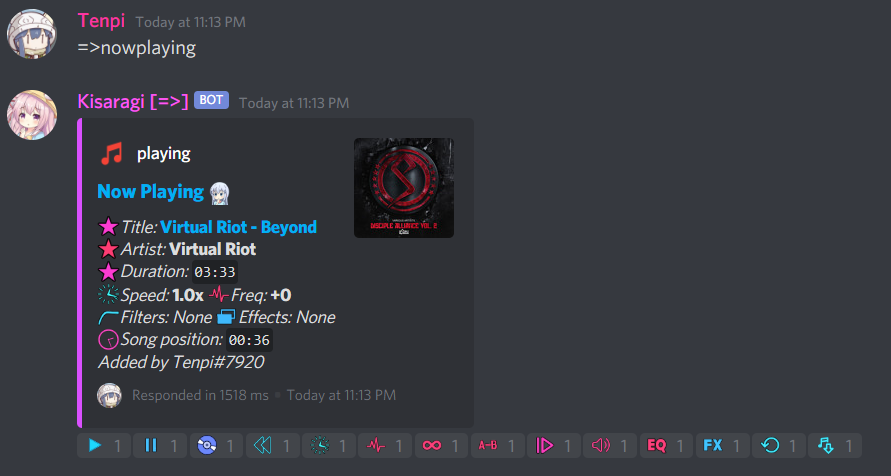 Tenpi Today at 11:13 PM
=>nowplaying
Kisaragi [=>] BOT Today at 11:13 PM
playing
Now Playing
Title: Virtual Riot - Beyond
Artist: Virtual Riot
Duration: 03:33
Speed: 1.0x Freq: +0
Filters: None Effects: None
Song position: 00:36
Added by Tenpi#7920
DISCIPLE ALLIANCE VOL. 2
Responded in 1518 ms • Today at 11:13 PM
1 1 1 1 1 1 1 A-B 1 1 1 EQ 1 FX 1 1 1